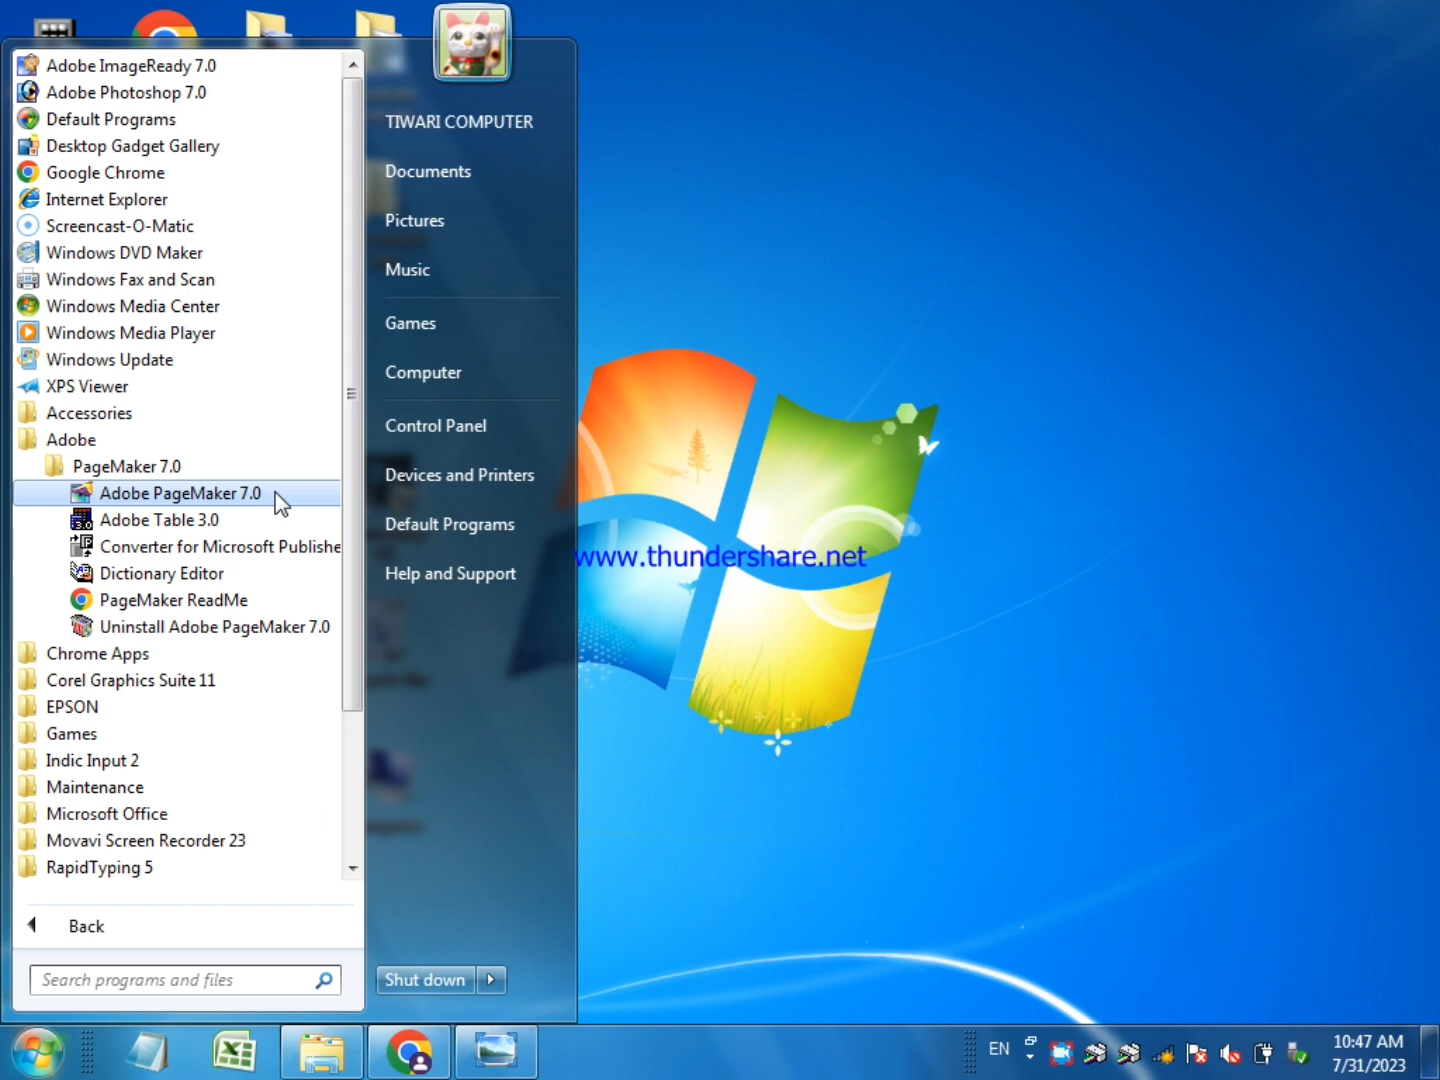 Adobe ImageReady 7.0
Adobe Photoshop 7.0
Default Programs
Desktop Gadget Gallery
Google Chrome
Internet Explorer
Screencast-O-Matic
Windows DVD Maker
Windows Fax and Scan
Windows Media Center
Windows Media Player
Windows Update
XPS Viewer
Accessories
Adobe
PageMaker 7.0
Adobe PageMaker 7.0
Adobe Table 3.0
Converter for Microsoft Publishe
Dictionary Editor
PageMaker ReadMe
Uninstall Adobe PageMaker 7.0
Chrome Apps
Corel Graphics Suite 11
EPSON
Games
Indic Input 2
Maintenance
Microsoft Office
Movavi Screen Recorder 23
RapidTyping 5
Back
Search programs and files
TIWARI COMPUTER
Documents
Pictures
Music
Games
Computer
Control Panel
Devices and Printers
Default Programs
Help and Support
Shut down
www.thundershare.net
EN
10:47 AM
7/31/2023